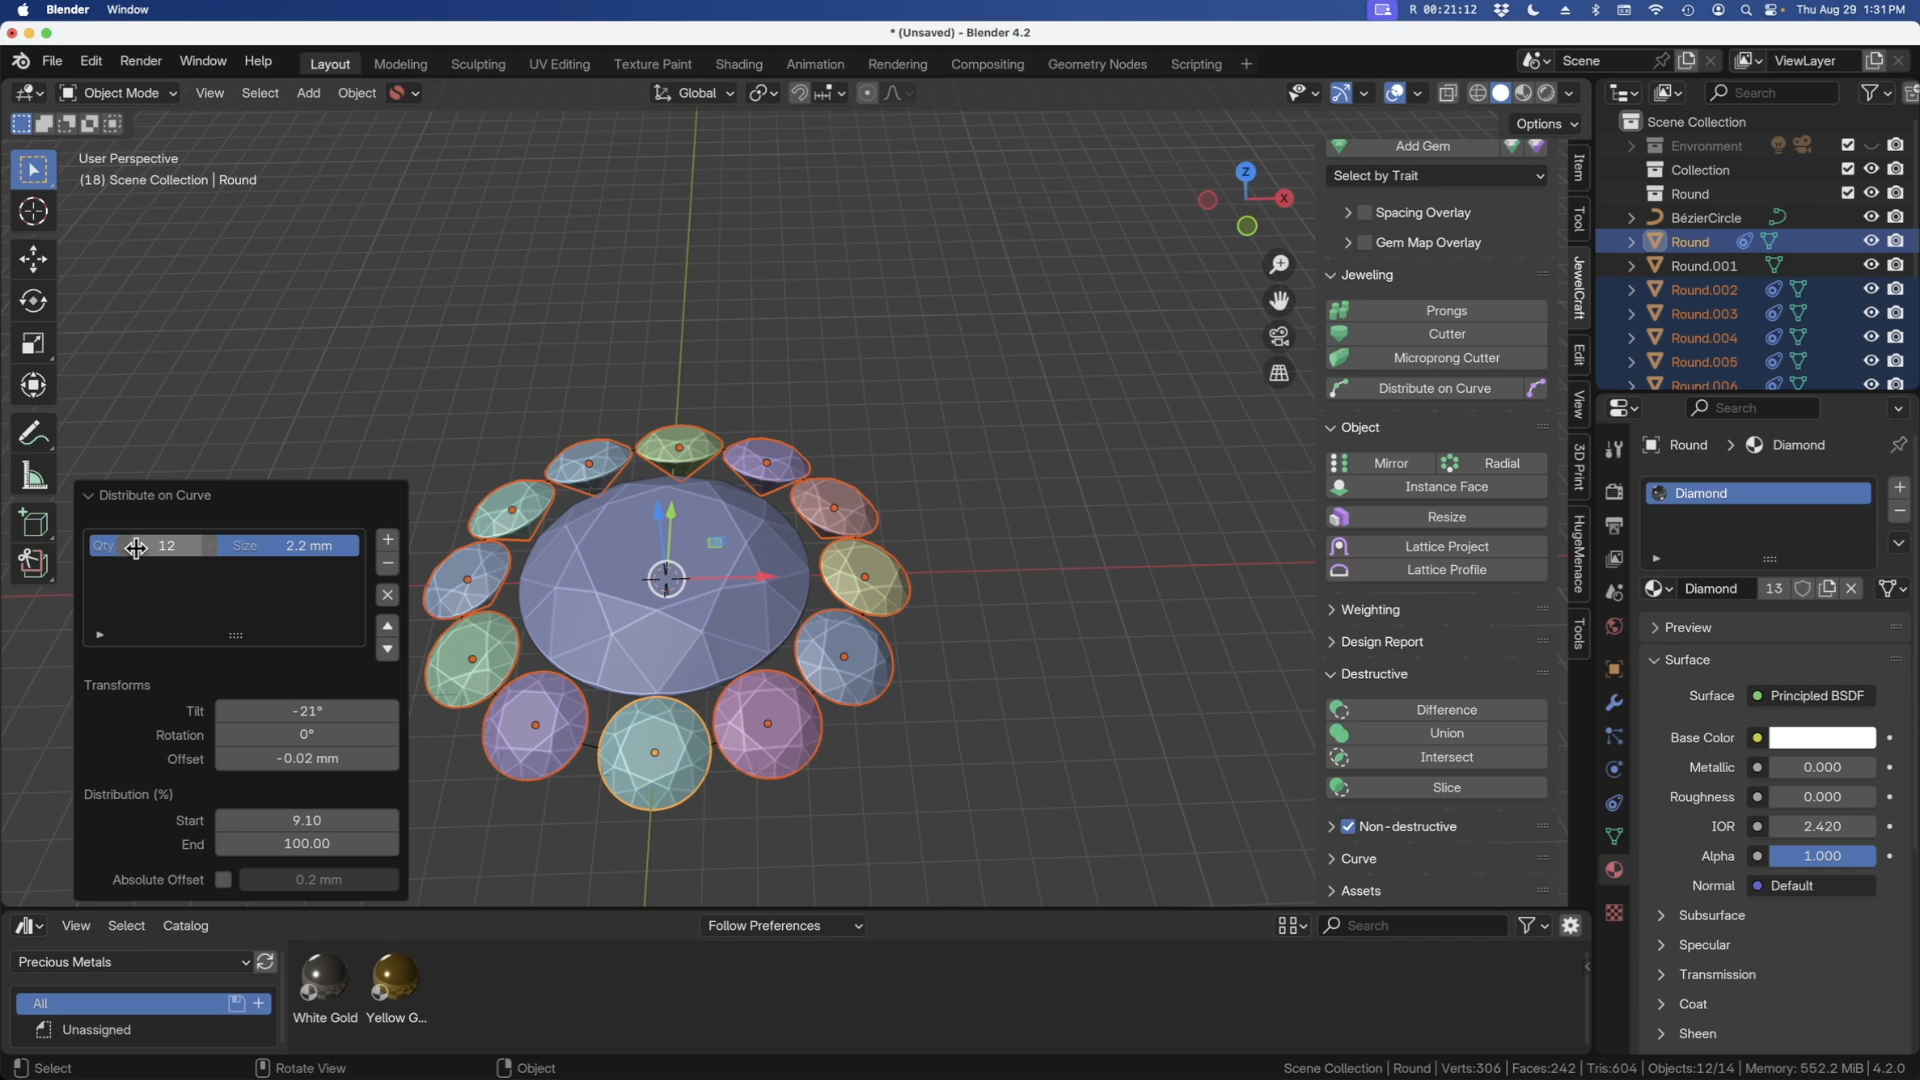 Blender Window R 00:21:12 Thu Aug 29 1:31PM
* (Unsaved) - Blender 4.2
File Edit Render Window Help Layout Modeling Sculpting UV Editing Texture Paint Shading Animation Rendering Compositing Geometry Nodes Scripting + Scene ViewLayer
Object Mode View Select Add Object Global Search
Options
User Perspective
(18) Scene Collection | Round
Z
X
Add Gem
Select by Trait
Spacing Overlay
Gem Map Overlay
Jeweling
Prongs
Cutter
Microprong Cutter
Distribute on Curve
Object
Mirror Radial
Instance Face
Resize
Lattice Project
Lattice Profile
Weighting
Design Report
Destructive
Difference
Union
Intersect
Slice
Non-destructive
Curve
Assets
Item
Tool
JewelCraft
Edit
View
3D Print
HugeMenace
Tools
Scene Collection
Environment
Collection
Round
BézierCircle
Round
Round.001
Round.002
Round.003
Round.004
Round.005
Round.006
Search
Round Diamond
Diamond
Diamond 13
Preview
Surface
Surface Principled BSDF
Base Color
Metallic 0.000
Roughness 0.000
IOR 2.420
Alpha 1.000
Normal Default
Subsurface
Specular
Transmission
Coat
Sheen
Distribute on Curve
Qty 12 Size 2.2 mm
Transforms
Tilt -21°
Rotation 0°
Offset -0.02 mm
Distribution (%)
Start 9.10
End 100.00
Absolute Offset 0.2 mm
View Select Catalog Follow Preferences Search
Precious Metals
All
Unassigned
White Gold Yellow G...
Select Rotate View Object Scene Collection | Round | Verts:306 | Faces:242 | Tris:604 | Objects:12/14 | Memory: 552.2 MiB | 4.2.0